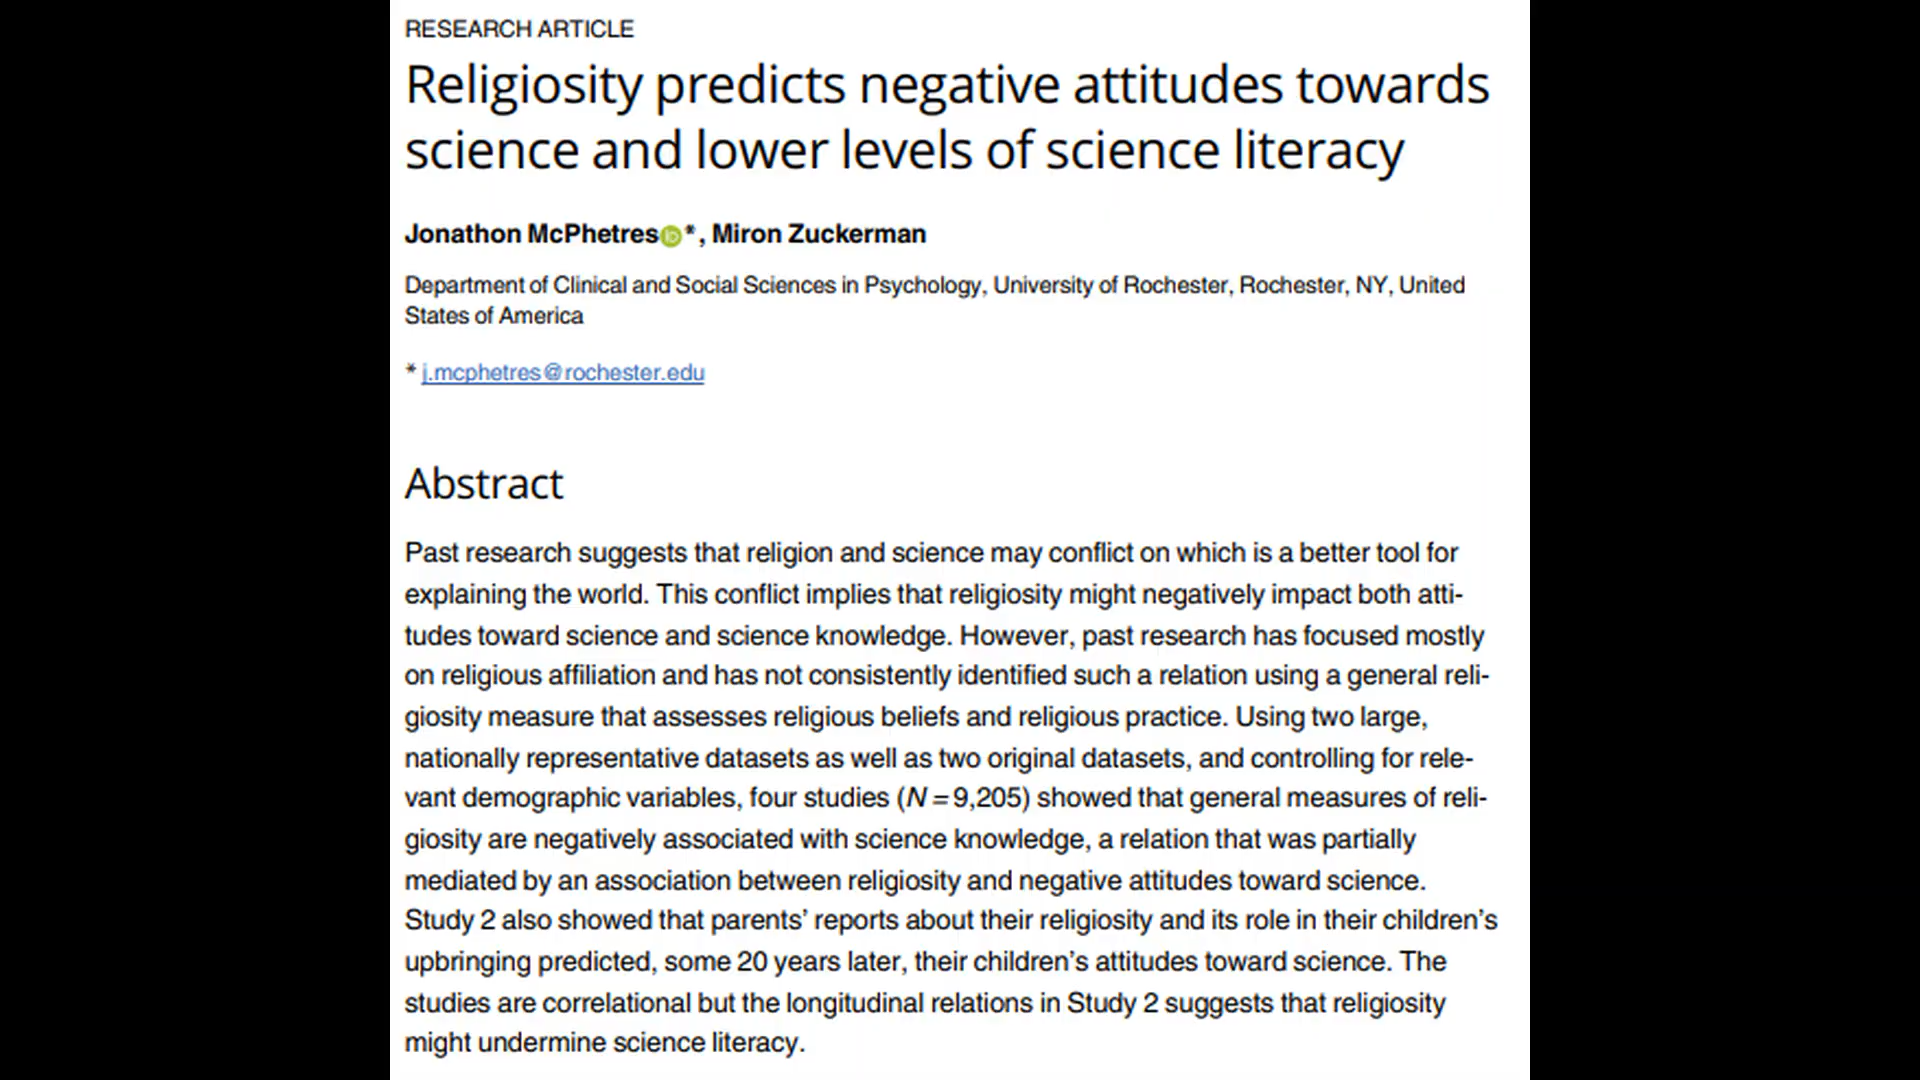 RESEARCH ARTICLE
Religiosity predicts negative attitudes towards
science and lower levels of science literacy
Jonathon McPhetres iD *, Miron Zuckerman
Department of Clinical and Social Sciences in Psychology, University of Rochester, Rochester, NY, United
States of America
* j.mcphetres@rochester.edu
Abstract
Past research suggests that religion and science may conflict on which is a better tool for
explaining the world. This conflict implies that religiosity might negatively impact both atti-
tudes toward science and science knowledge. However, past research has focused mostly
on religious affiliation and has not consistently identified such a relation using a general reli-
giosity measure that assesses religious beliefs and religious practice. Using two large,
nationally representative datasets as well as two original datasets, and controlling for rele-
vant demographic variables, four studies (N = 9,205) showed that general measures of reli-
giosity are negatively associated with science knowledge, a relation that was partially
mediated by an association between religiosity and negative attitudes toward science.
Study 2 also showed that parents’ reports about their religiosity and its role in their children’s
upbringing predicted, some 20 years later, their children’s attitudes toward science. The
studies are correlational but the longitudinal relations in Study 2 suggests that religiosity
might undermine science literacy.